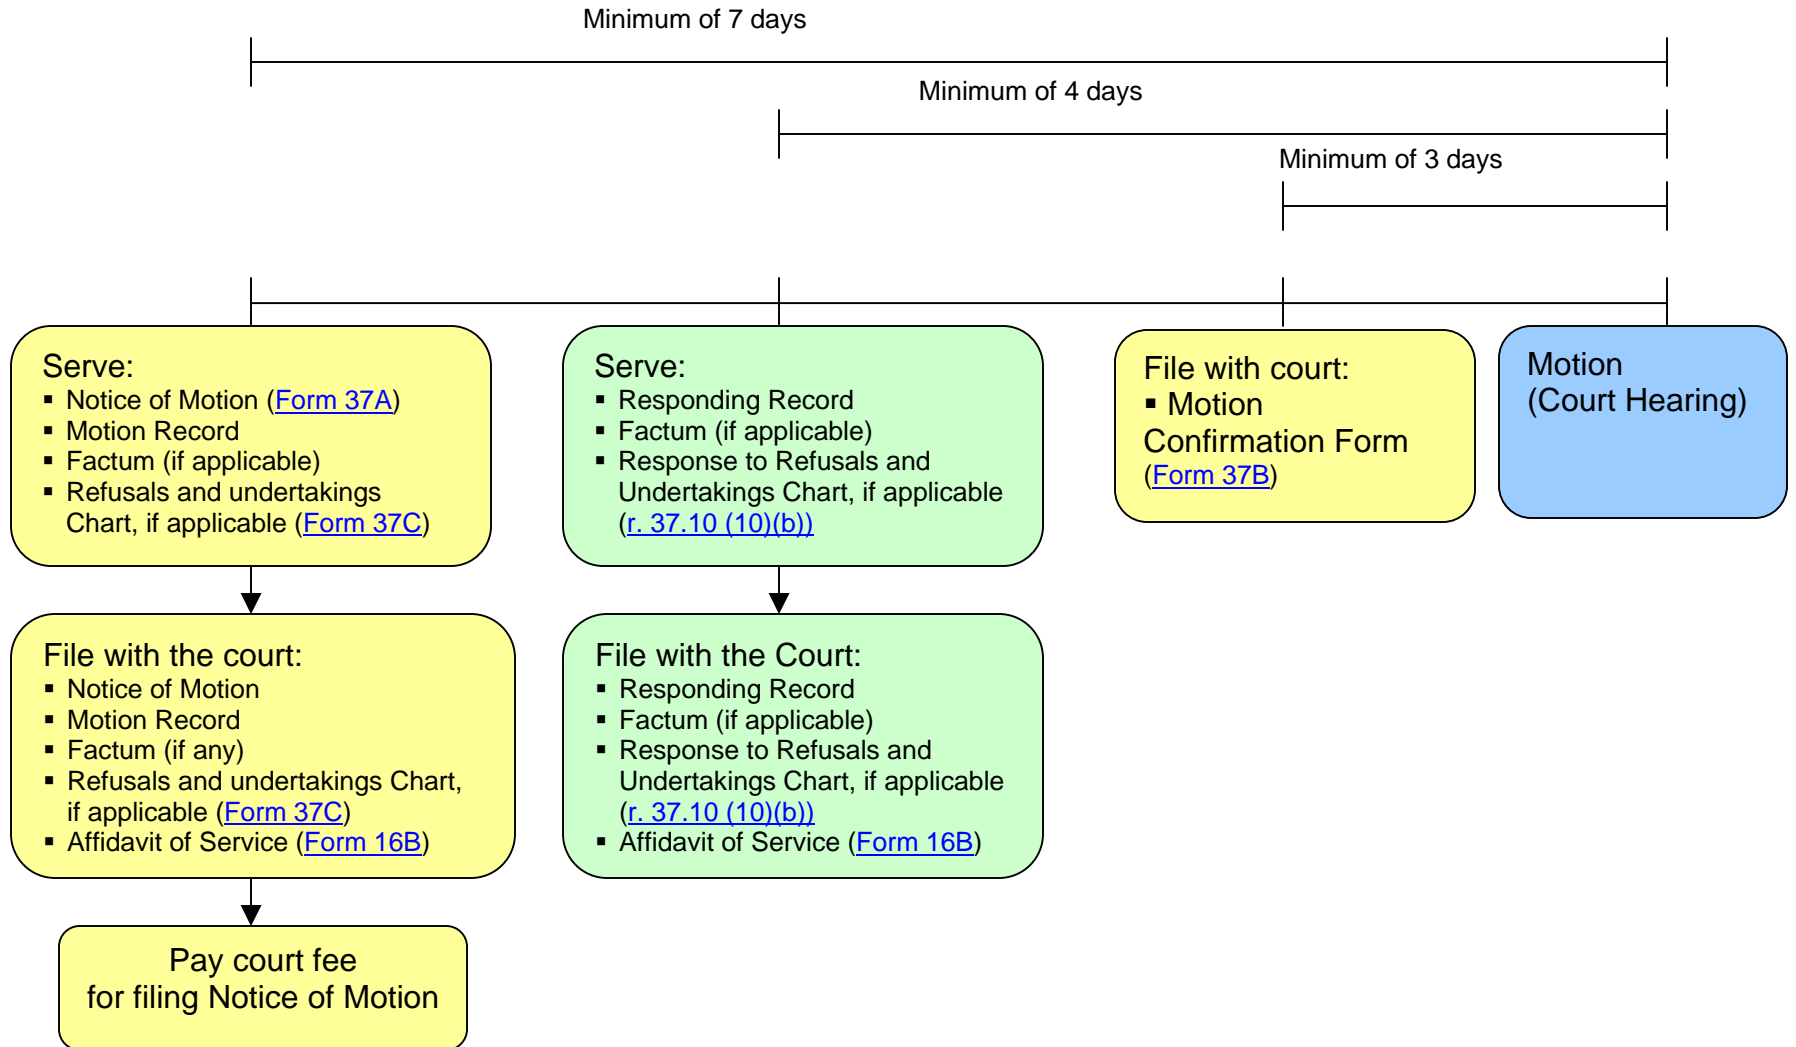 Minimum of 7 days
Minimum of 4 days
Minimum of 3 days
Serve:
▪ Notice of Motion (Form 37A)
▪ Motion Record
▪ Factum (if applicable)
▪ Refusals and undertakings
Chart, if applicable (Form 37C)
Serve:
▪ Responding Record
▪ Factum (if applicable)
▪ Response to Refusals and
Undertakings Chart, if applicable
(r. 37.10 (10)(b))
File with court:
▪ Motion
Confirmation Form
(Form 37B)
Motion
(Court Hearing)
File with the court:
▪ Notice of Motion
▪ Motion Record
▪ Factum (if any)
▪ Refusals and undertakings Chart,
if applicable (Form 37C)
▪ Affidavit of Service (Form 16B)
File with the Court:
▪ Responding Record
▪ Factum (if applicable)
▪ Response to Refusals and
Undertakings Chart, if applicable
(r. 37.10 (10)(b))
▪ Affidavit of Service (Form 16B)
Pay court fee
for filing Notice of Motion